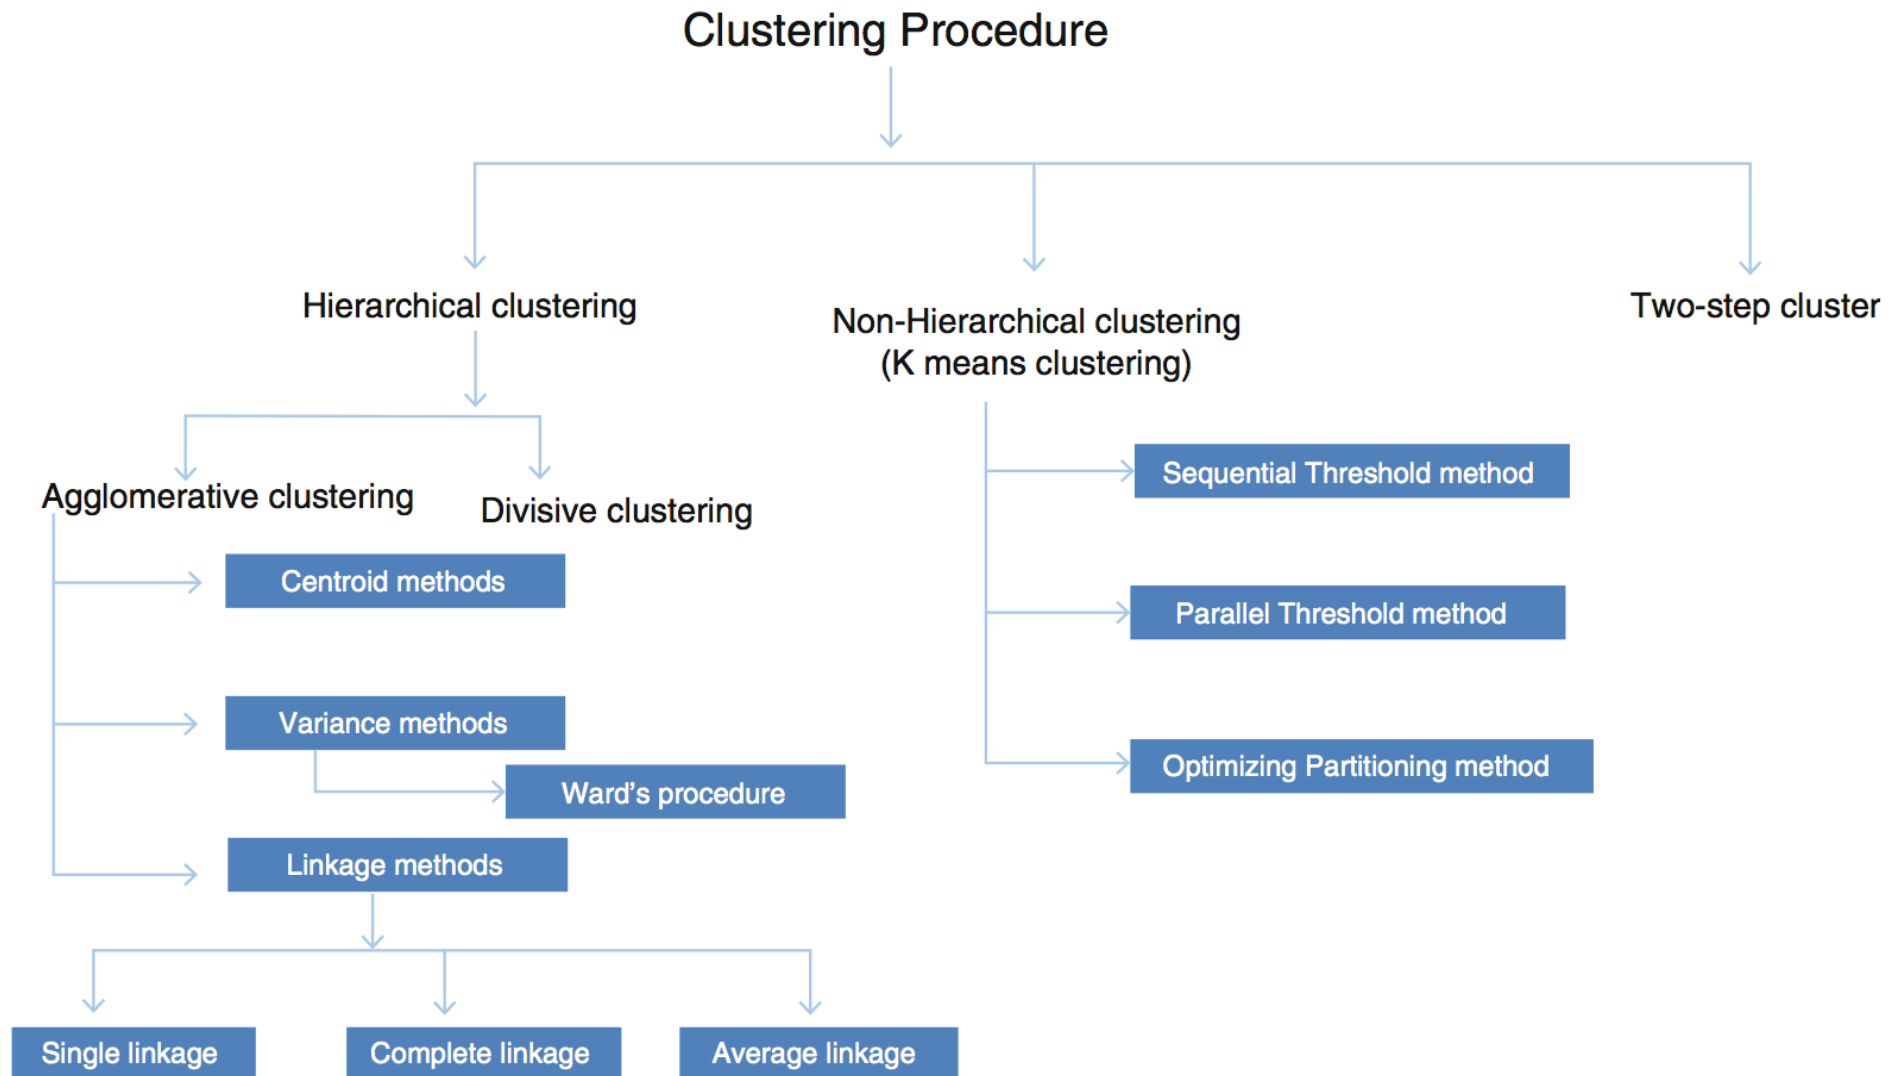 Clustering Procedure
Hierarchical clustering
Non-Hierarchical clustering
(K means clustering)
Two-step cluster
Agglomerative clustering
Divisive clustering
Centroid methods
Variance methods
Ward’s procedure
Linkage methods
Single linkage
Complete linkage
Average linkage
Sequential Threshold method
Parallel Threshold method
Optimizing Partitioning method